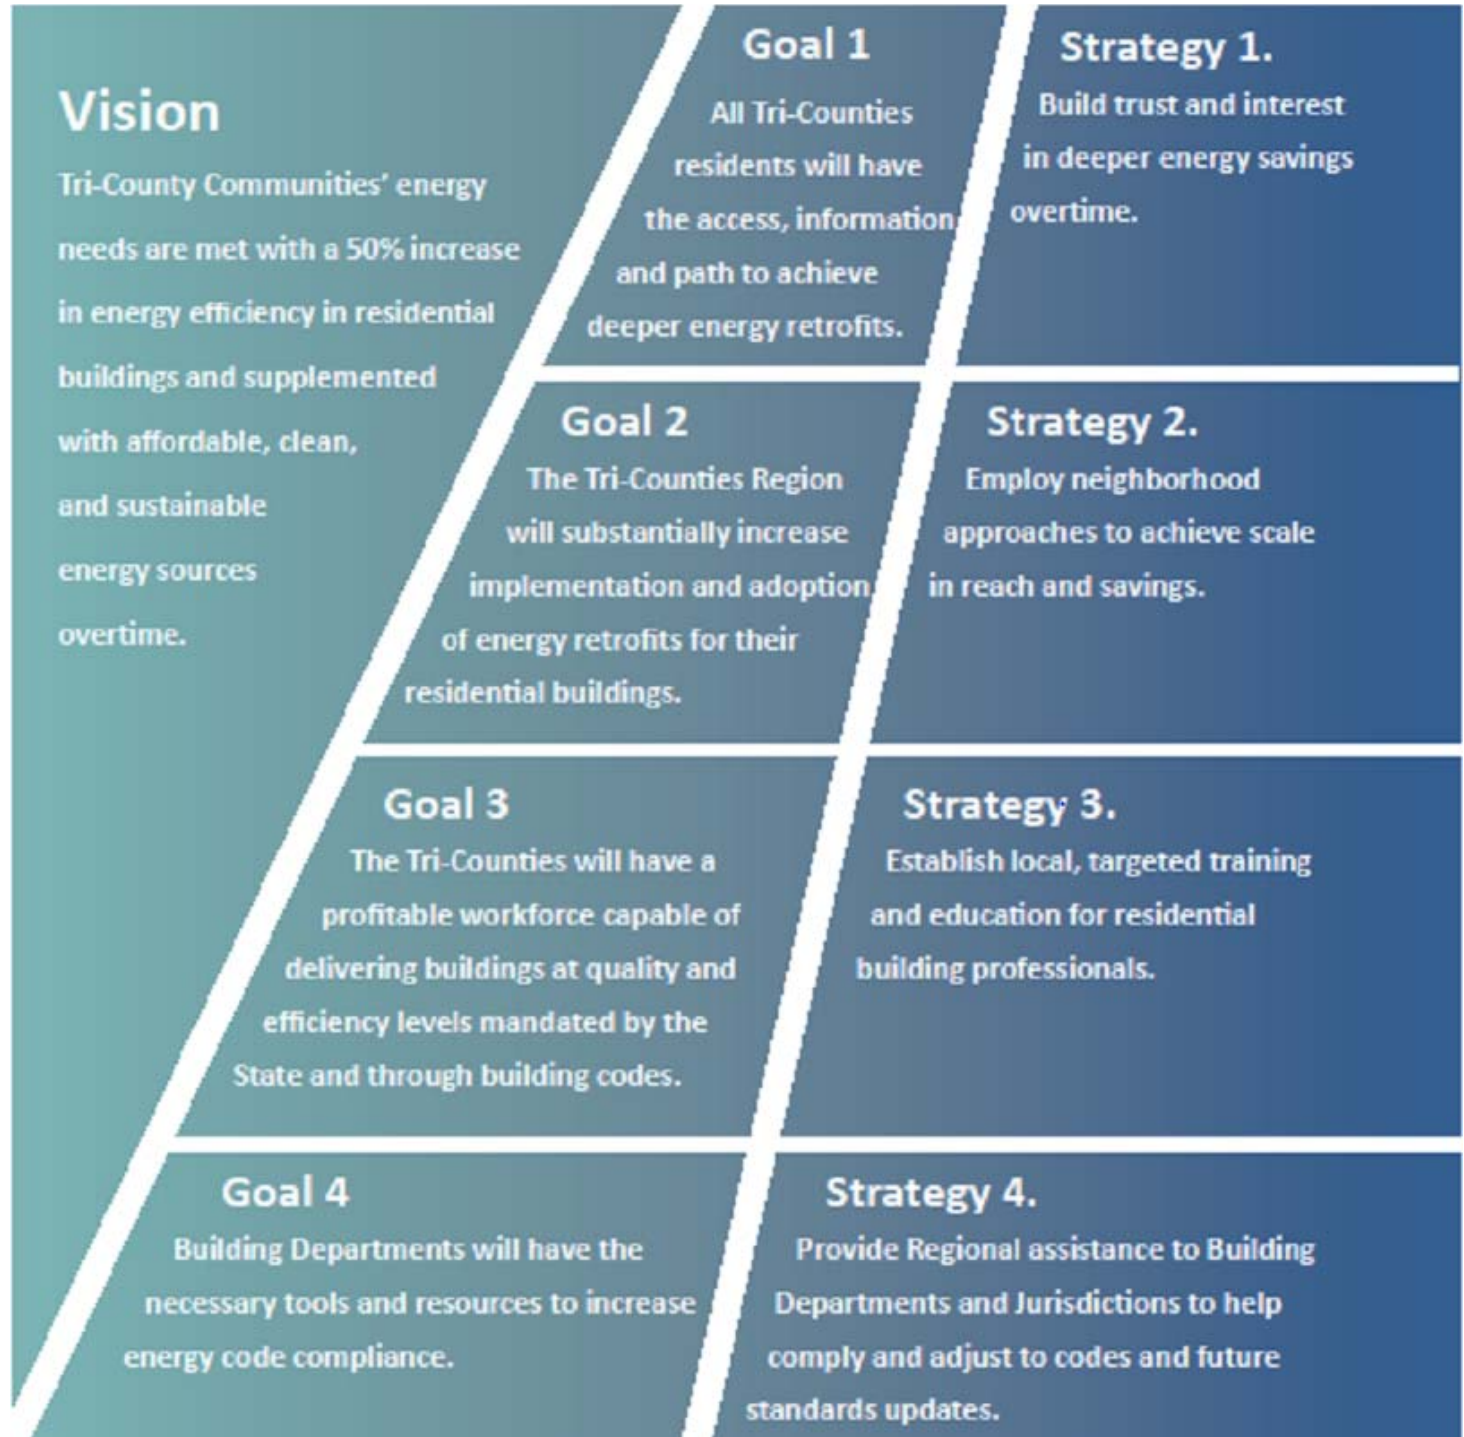 Vision
Tri-County Communities’ energy
needs are met with a 50% increase
in energy efficiency in residential
buildings and supplemented
with affordable, clean,
and sustainable
energy sources
overtime.
Goal 1
All Tri-Counties
residents will have
the access, information
and path to achieve
deeper energy retrofits.
Strategy 1.
Build trust and interest
in deeper energy savings
overtime.
Goal 2
The Tri-Counties Region
will substantially increase
implementation and adoption
of energy retrofits for their
residential buildings.
Strategy 2.
Employ neighborhood
approaches to achieve scale
in reach and savings.
Goal 3
The Tri-Counties will have a
profitable workforce capable of
delivering buildings at quality and
efficiency levels mandated by the
State and through building codes.
Strategy 3.
Establish local, targeted training
and education for residential
building professionals.
Goal 4
Building Departments will have the
necessary tools and resources to increase
energy code compliance.
Strategy 4.
Provide Regional assistance to Building
Departments and Jurisdictions to help
comply and adjust to codes and future
standards updates.